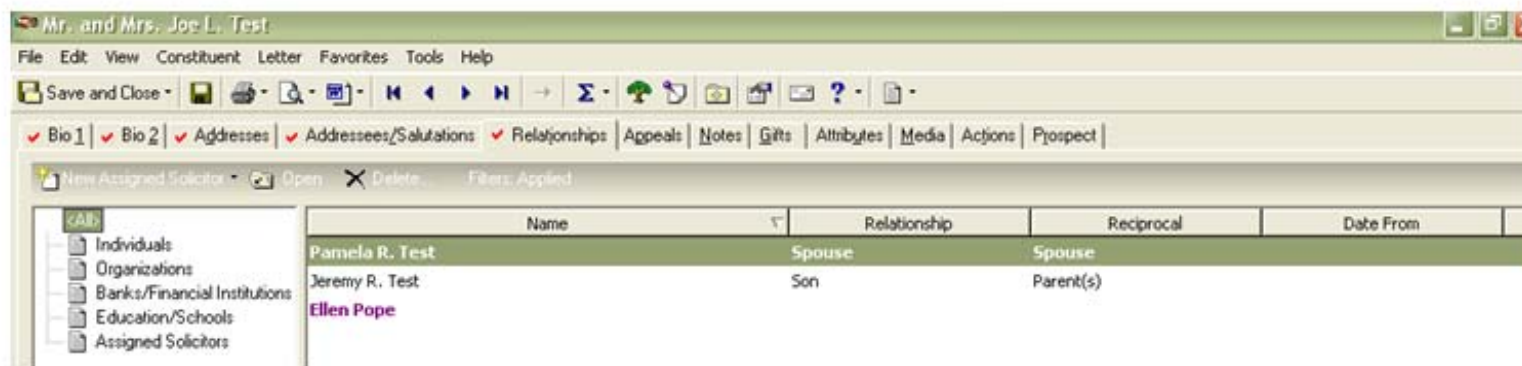 Mr. and Mrs. Joe L. Test
File Edit View Constituent Letter Favorites Tools Help
Save and Close
Bio 1 Bio 2 Addresses Addressees/Salutations Relationships Appeals Notes Gifts Attributes Media Actions Prospect
New Assigned Solicitor Open Delete... Filters: Applied
<All>
Individuals
Organizations
Banks/Financial Institutions
Education/Schools
Assigned Solicitors
Name Relationship Reciprocal Date From
Pamela R. Test Spouse Spouse
Jeremy R. Test Son Parent(s)
Ellen Pope